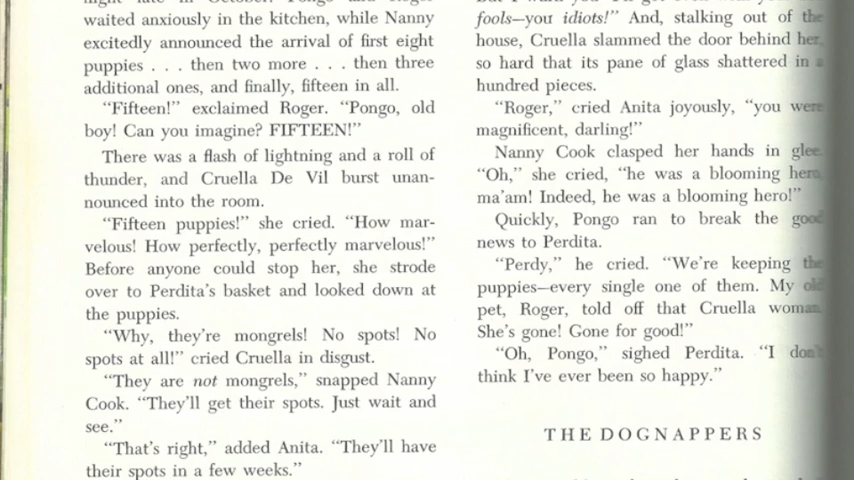 waited anxiously in the kitchen, while Nanny
excitedly announced the arrival of first eight
puppies . . . then two more . . . then three
additional ones, and finally, fifteen in all.
“Fifteen!” exclaimed Roger. “Pongo, old
boy! Can you imagine? FIFTEEN!”
There was a flash of lightning and a roll of
thunder, and Cruella De Vil burst unan-
nounced into the room.
“Fifteen puppies!” she cried. “How mar-
velous! How perfectly, perfectly marvelous!”
Before anyone could stop her, she strode
over to Perdita’s basket and looked down at
the puppies.
“Why, they’re mongrels! No spots! No
spots at all!” cried Cruella in disgust.
“They are not mongrels,” snapped Nanny
Cook. “They’ll get their spots. Just wait and
see.”
“That’s right,” added Anita. “They’ll have
their spots in a few weeks.”
fools—you idiots!” And, stalking out of the
house, Cruella slammed the door behind her
so hard that its pane of glass shattered in a
hundred pieces.
“Roger,” cried Anita joyously, “you were
magnificent, darling!”
Nanny Cook clasped her hands in glee.
“Oh,” she cried, “he was a blooming hero,
ma’am! Indeed, he was a blooming hero!”
Quickly, Pongo ran to break the good
news to Perdita.
“Perdy,” he cried. “We’re keeping the
puppies—every single one of them. My old
pet, Roger, told off that Cruella woman.
She’s gone! Gone for good!”
“Oh, Pongo,” sighed Perdita. “I don’t
think I’ve ever been so happy.”
THE DOGNAPPERS